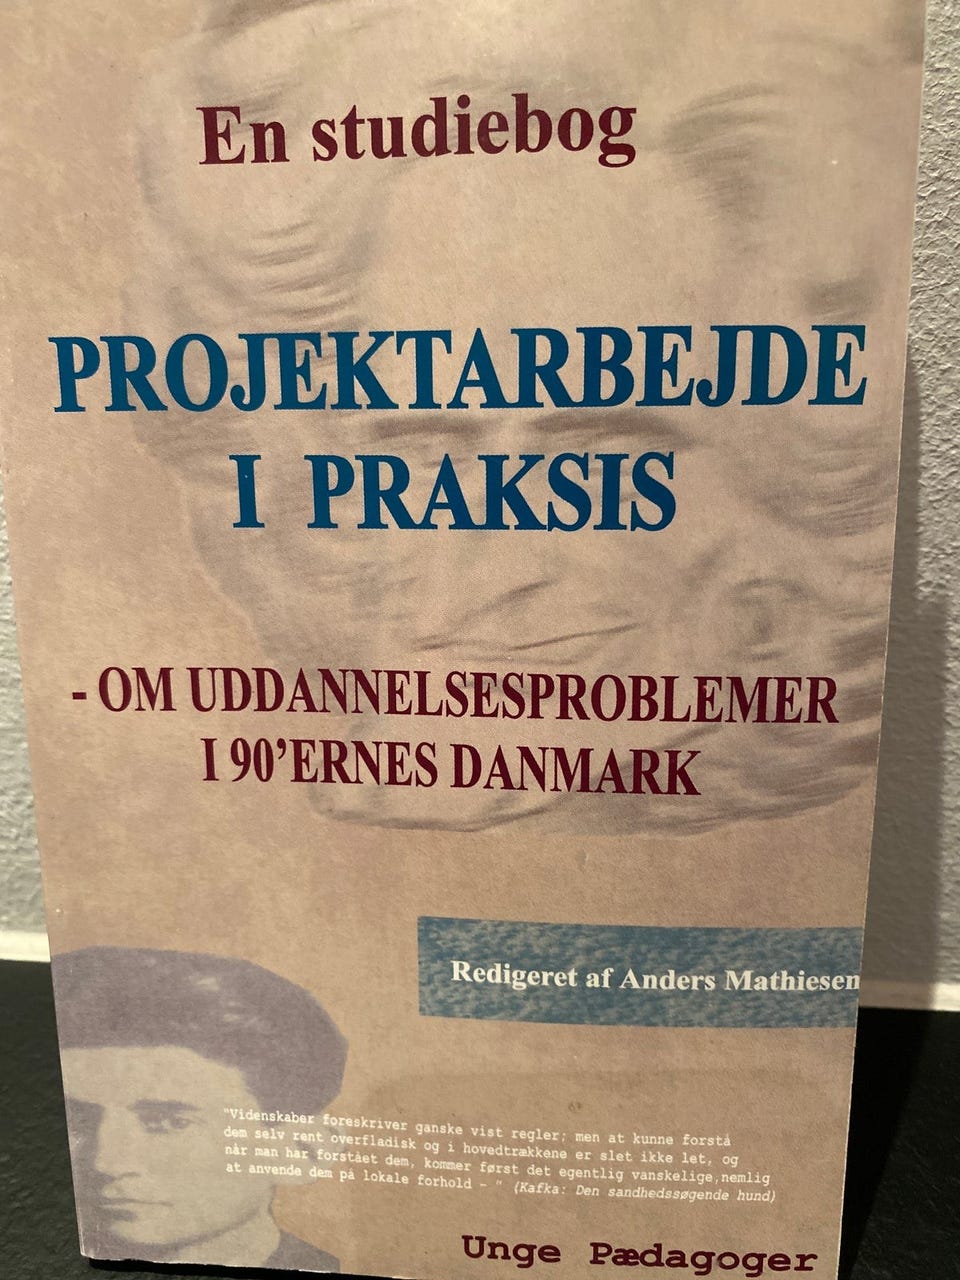 En studiebog
PROJEKTARBEJDE
I PRAKSIS
- OM UDDANNELSESPROBLEMER
I 90'ERNES DANMARK
Redigeret af Anders Mathiesen
"Videnskaber foreskriver ganske vist regler; men at kunne forstå
dem selv rent overfladisk og i hovedtrækkene er slet ikke let, og
når man har forstået dem, kommer først det egentlig vanskelige,nemlig
at anvende dem på lokale forhold - " (Kafka: Den sandhedssøgende hund)
Unge Pædagoger